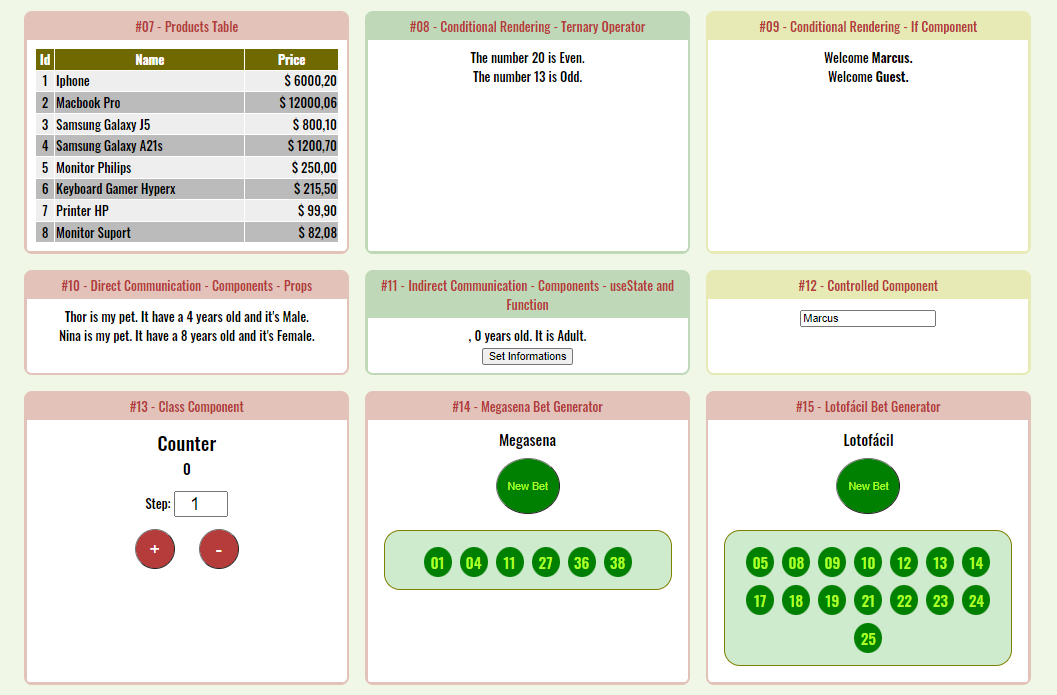 #07 - Products Table
Id Name Price
1 Iphone $ 6000,20
2 Macbook Pro $ 12000,06
3 Samsung Galaxy J5 $ 800,10
4 Samsung Galaxy A21s $ 1200,70
5 Monitor Philips $ 250,00
6 Keyboard Gamer Hyperx $ 215,50
7 Printer HP $ 99,90
8 Monitor Suport $ 82,08
#08 - Conditional Rendering - Ternary Operator
The number 20 is Even.
The number 13 is Odd.
#09 - Conditional Rendering - If Component
Welcome Marcus.
Welcome Guest.
#10 - Direct Communication - Components - Props
Thor is my pet. It have a 4 years old and it's Male.
Nina is my pet. It have a 8 years old and it's Female.
#11 - Indirect Communication - Components - useState and
Function
, 0 years old. It is Adult.
Set Informations
#12 - Controlled Component
Marcus
#13 - Class Component
Counter
0
Step: 1
+ -
#14 - Megasena Bet Generator
Megasena
New Bet
01 04 11 27 36 38
#15 - Lotofácil Bet Generator
Lotofácil
New Bet
05 08 09 10 12 13 14
17 18 19 21 22 23 24
25